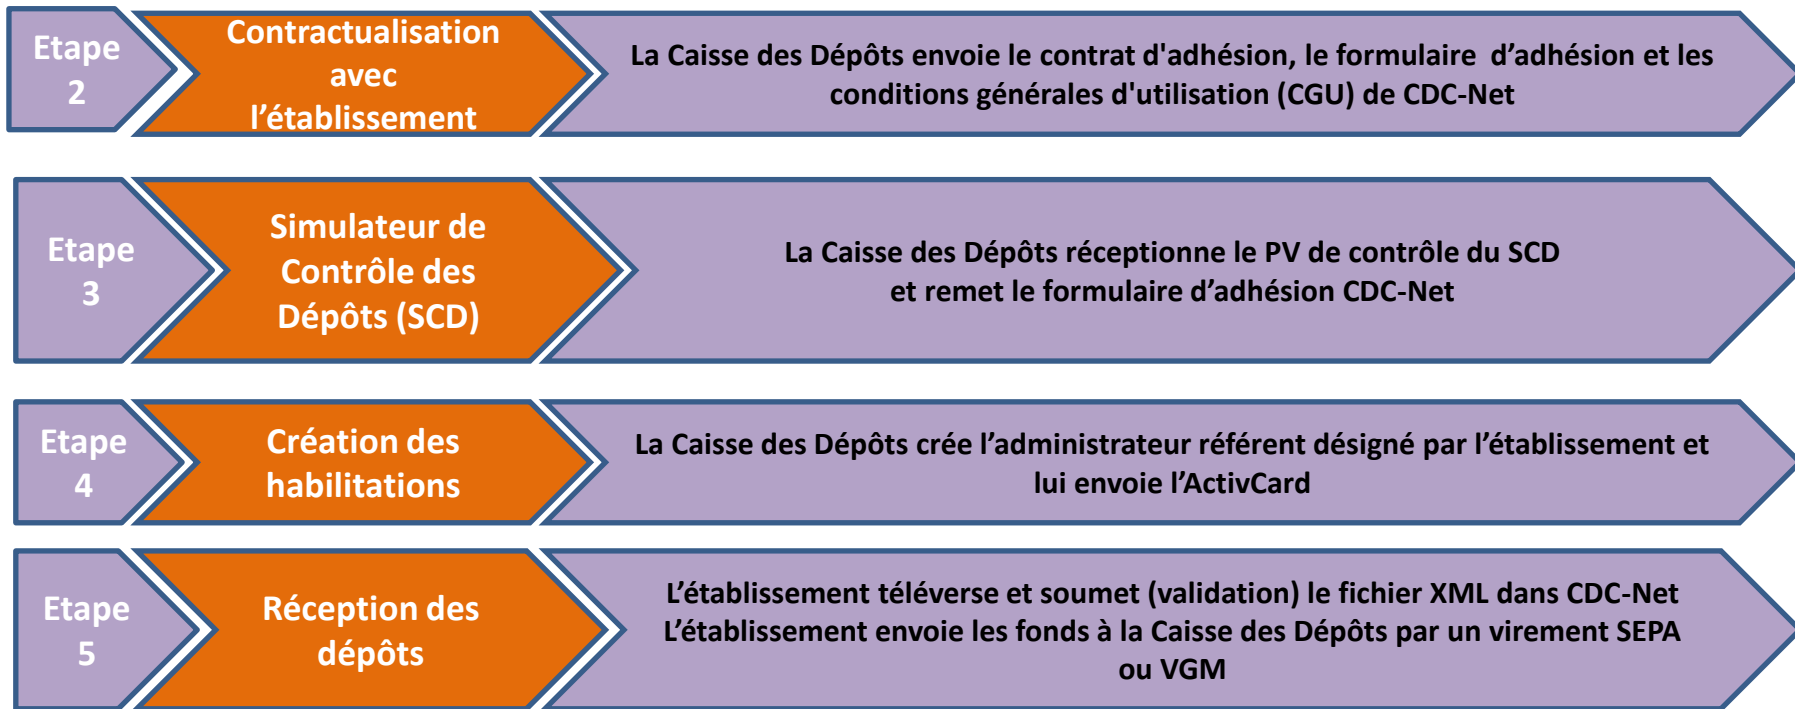 Etape
2
Contractualisation
avec
l’établissement
La Caisse des Dépôts envoie le contrat d'adhésion, le formulaire d’adhésion et les
conditions générales d'utilisation (CGU) de CDC-Net
Etape
3
Simulateur de
Contrôle des
Dépôts (SCD)
La Caisse des Dépôts réceptionne le PV de contrôle du SCD
et remet le formulaire d’adhésion CDC-Net
Etape
4
Création des
habilitations
La Caisse des Dépôts crée l’administrateur référent désigné par l’établissement et
lui envoie l’ActivCard
Etape
5
Réception des
dépôts
L’établissement téléverse et soumet (validation) le fichier XML dans CDC-Net
L’établissement envoie les fonds à la Caisse des Dépôts par un virement SEPA
ou VGM